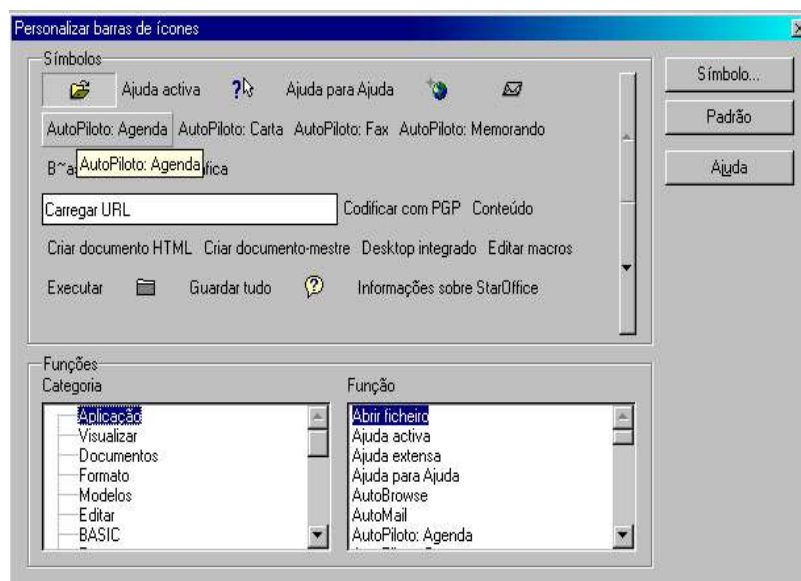 Personalizar barras de ícones
Símbolos
Ajuda activa Ajuda para Ajuda
AutoPiloto: Agenda AutoPiloto: Carta AutoPiloto: Fax AutoPiloto: Memorando
AutoPiloto: Agenda
Carregar URL Codificar com PGP Conteúdo
Criar documento HTML Criar documento-mestre Desktop integrado Editar macros
Executar Guardar tudo Informações sobre StarOffice
Símbolo...
Padrão
Ajuda
Funções
Categoria
Aplicação
Visualizar
Documentos
Formato
Modelos
Editar
BASIC
Função
Abrir ficheiro
Ajuda activa
Ajuda extensa
Ajuda para Ajuda
AutoBrowse
AutoMail
AutoPiloto: Agenda